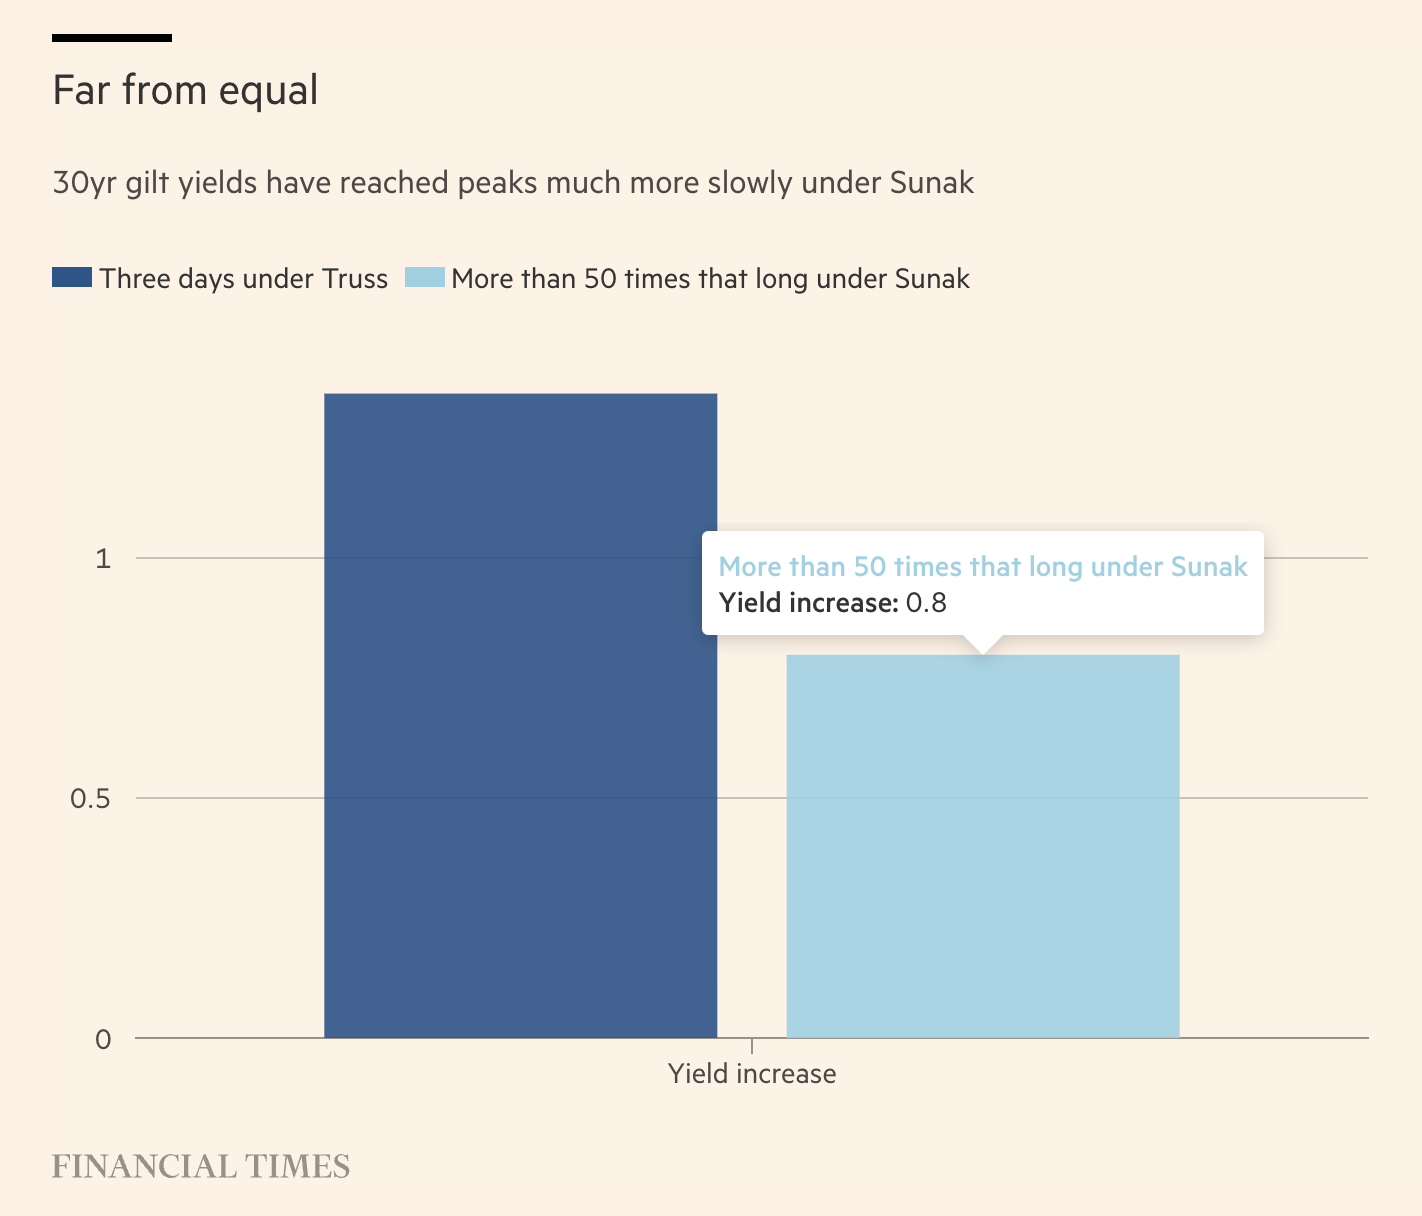 Far from equal
30yr gilt yields have reached peaks much more slowly under Sunak
Three days under Truss More than 50 times that long under Sunak
1
More than 50 times that long under Sunak
Yield increase: 0.8
0.5
0
Yield increase
FINANCIAL TIMES